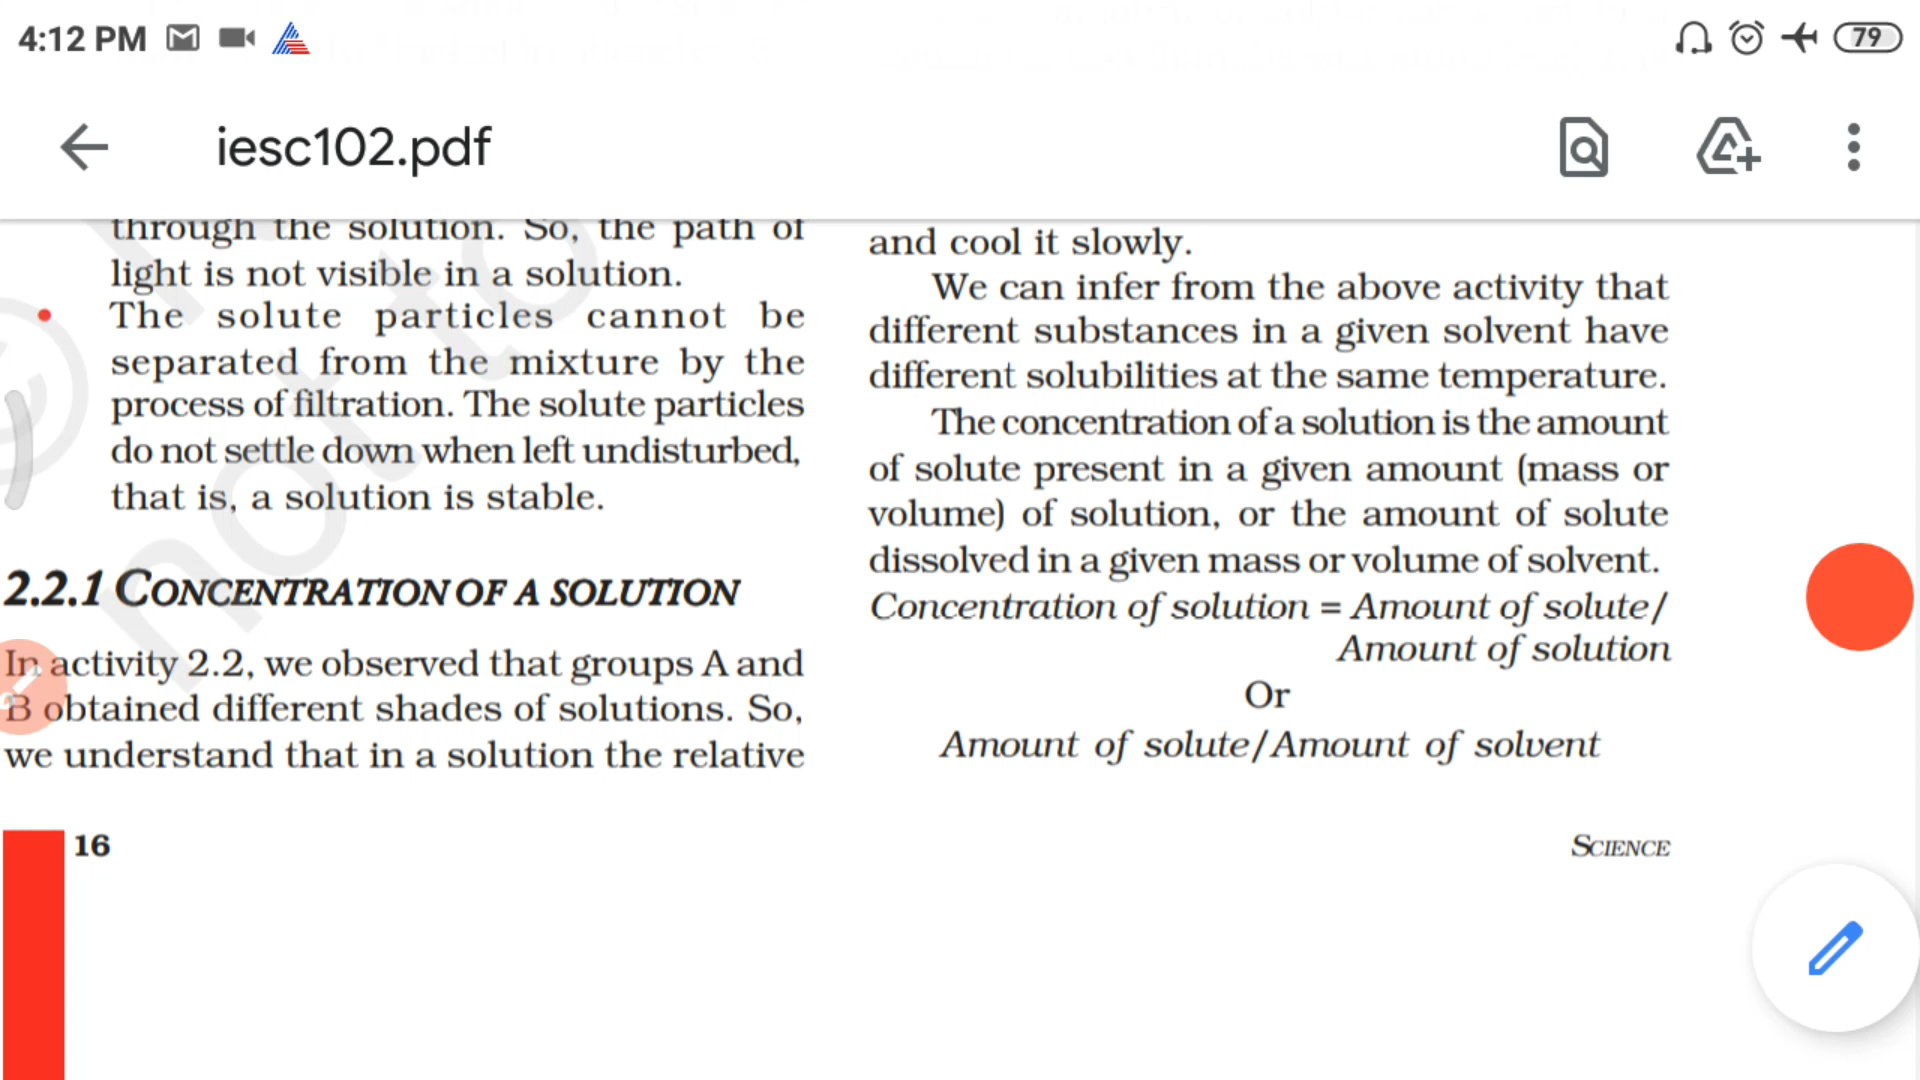 4:12 PM
79
iesc102.pdf
through the solution. So, the path of
light is not visible in a solution.
• The solute particles cannot be
separated from the mixture by the
process of filtration. The solute particles
do not settle down when left undisturbed,
that is, a solution is stable.
2.2.1 CONCENTRATION OF A SOLUTION
In activity 2.2, we observed that groups A and
B obtained different shades of solutions. So,
we understand that in a solution the relative
16
and cool it slowly.
We can infer from the above activity that
different substances in a given solvent have
different solubilities at the same temperature.
The concentration of a solution is the amount
of solute present in a given amount (mass or
volume) of solution, or the amount of solute
dissolved in a given mass or volume of solvent.
Concentration of solution = Amount of solute/
Amount of solution
Or
Amount of solute/Amount of solvent
SCIENCE
not to